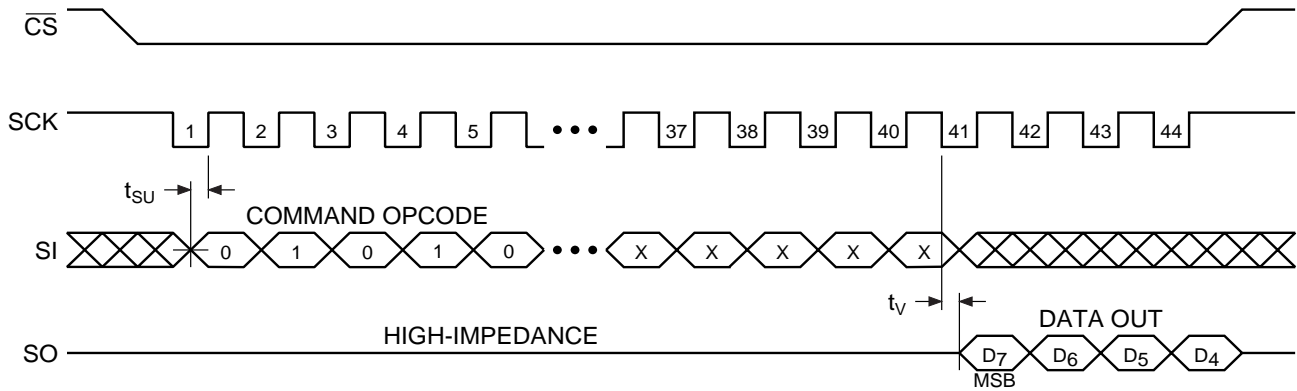 CS
SCK 1 2 3 4 5 ••• 37 38 39 40 41 42 43 44
tSU
COMMAND OPCODE
SI 0 1 0 1 0 ••• X X X X X
tV
HIGH-IMPEDANCE
DATA OUT
SO D7 D6 D5 D4
MSB